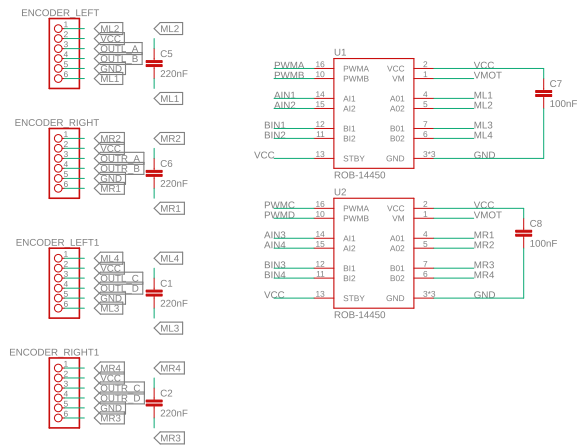 ENCODER_LEFT
1 ML2
2 VCC
3 OUTL_A
4 OUTL_B
5 GND
6 ML1
ML2
C5
220nF
ML1
ENCODER_RIGHT
1 MR2
2 VCC
3 OUTR_A
4 OUTR_B
5 GND
6 MR1
MR2
C6
220nF
MR1
ENCODER_LEFT1
1 ML4
2 VCC
3 OUTL_C
4 OUTL_D
5 GND
6 ML3
ML4
C1
220nF
ML3
ENCODER_RIGHT1
1 MR4
2 VCC
3 OUTR_C
4 OUTR_D
5 GND
6 MR3
MR4
C2
220nF
MR3
U1
PWMA 16 PWMA VCC 2 VCC
PWMB 10 PWMB VM 1 VMOT
AIN1 14 AI1 A01 4 ML1
AIN2 15 AI2 A02 5 ML2
BIN1 12 BI1 B01 7 ML3
BIN2 11 BI2 B02 6 ML4
VCC 13 STBY GND 3*3 GND
ROB-14450
C7
100nF
U2
PWMC 16 PWMA VCC 2 VCC
PWMD 10 PWMB VM 1 VMOT
AIN3 14 AI1 A01 4 MR1
AIN4 15 AI2 A02 5 MR2
BIN3 12 BI1 B01 7 MR3
BIN4 11 BI2 B02 6 MR4
VCC 13 STBY GND 3*3 GND
ROB-14450
C8
100nF